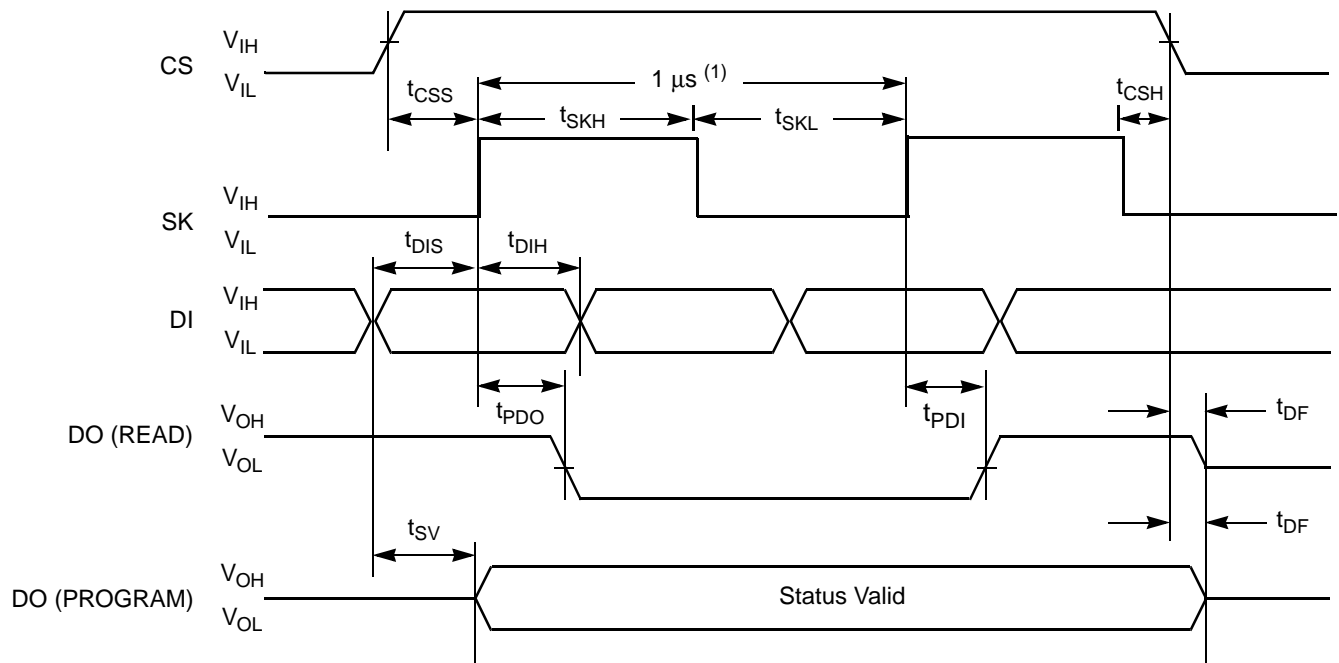 CS
V_IH
V_IL
t_CSS
1 μs (1)
t_CSH
t_SKH
t_SKL
SK
V_IH
V_IL
t_DIS
t_DIH
DI
V_IH
V_IL
t_PDO
t_PDI
DO (READ)
V_OH
V_OL
t_DF
t_SV
t_DF
DO (PROGRAM)
V_OH
V_OL
Status Valid